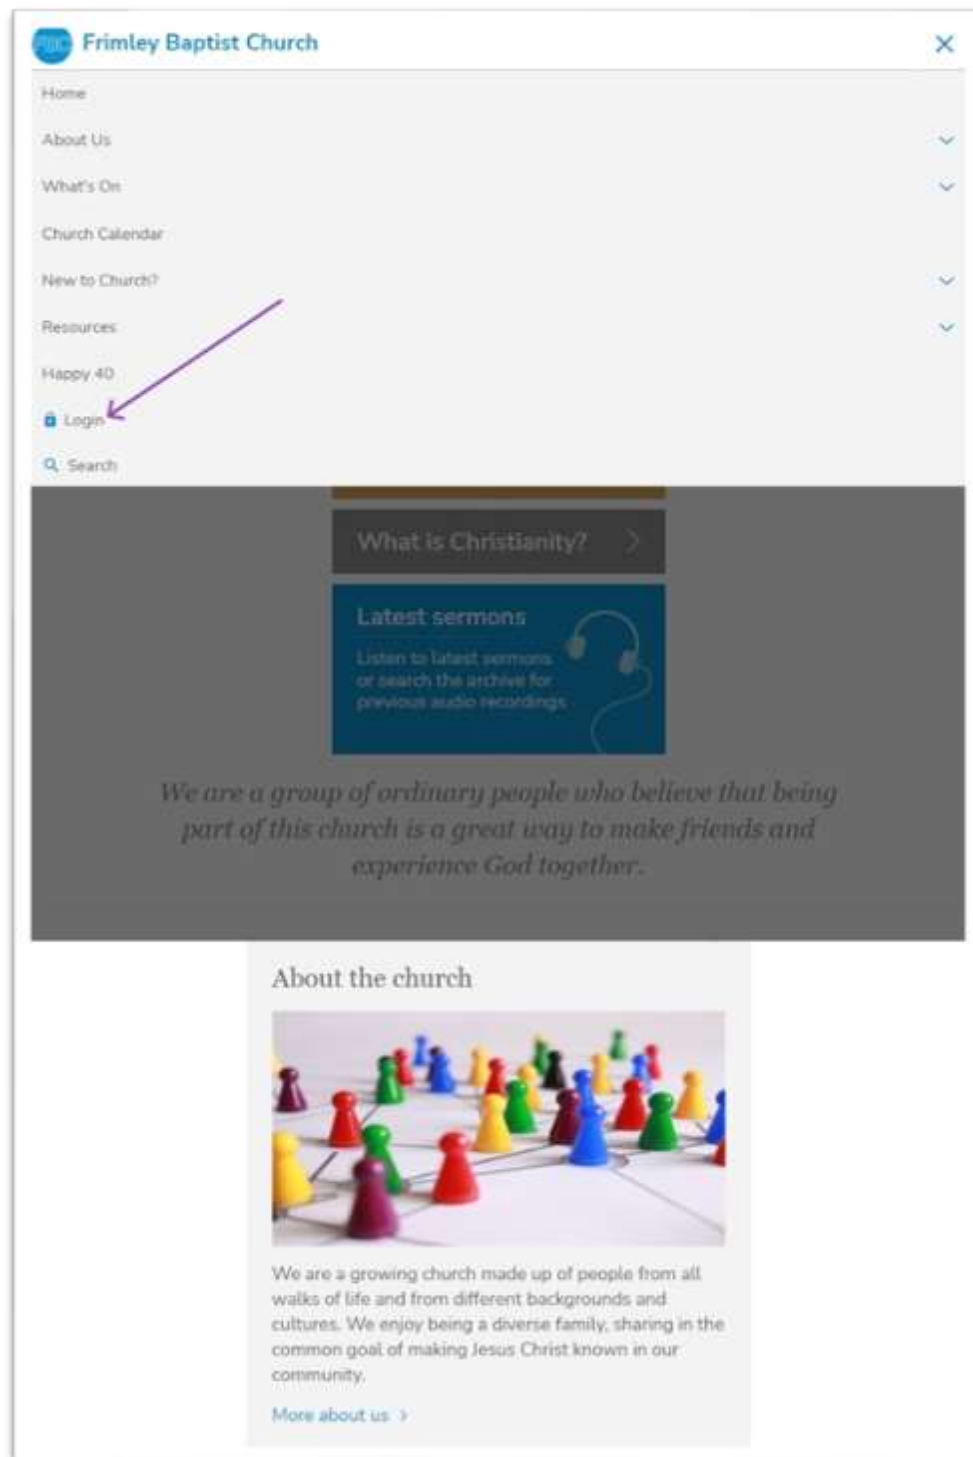 FBC
Frimley Baptist Church
Home
About Us
What's On
Church Calendar
New to Church?
Resources
Happy 40
Login
Search
What is Christianity?
Latest sermons
Listen to latest sermons
or search the archive for
previous audio recordings
We are a group of ordinary people who believe that being
part of this church is a great way to make friends and
experience God together.
About the church
We are a growing church made up of people from all
walks of life and from different backgrounds and
cultures. We enjoy being a diverse family, sharing in the
common goal of making Jesus Christ known in our
community.
More about us